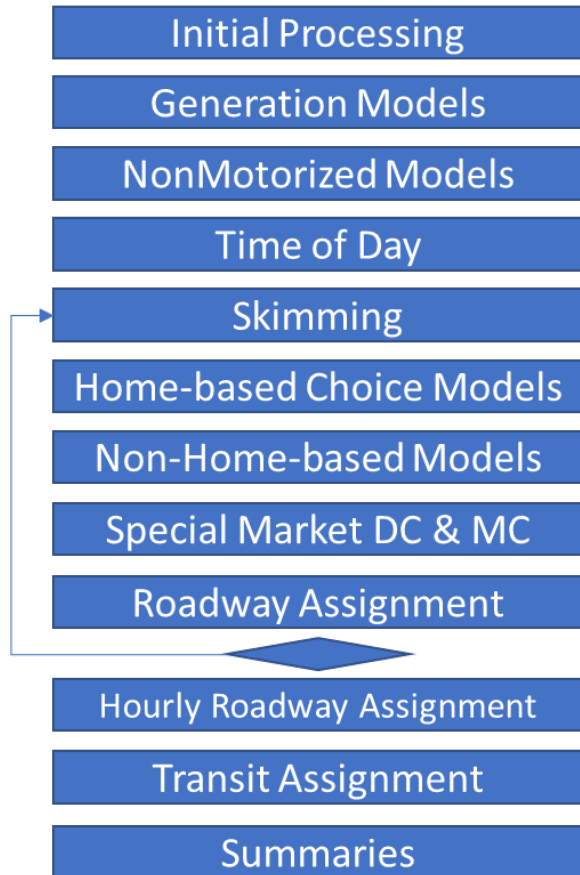 Initial Processing
Generation Models
NonMotorized Models
Time of Day
Skimming
Home-based Choice Models
Non-Home-based Models
Special Market DC & MC
Roadway Assignment
Hourly Roadway Assignment
Transit Assignment
Summaries